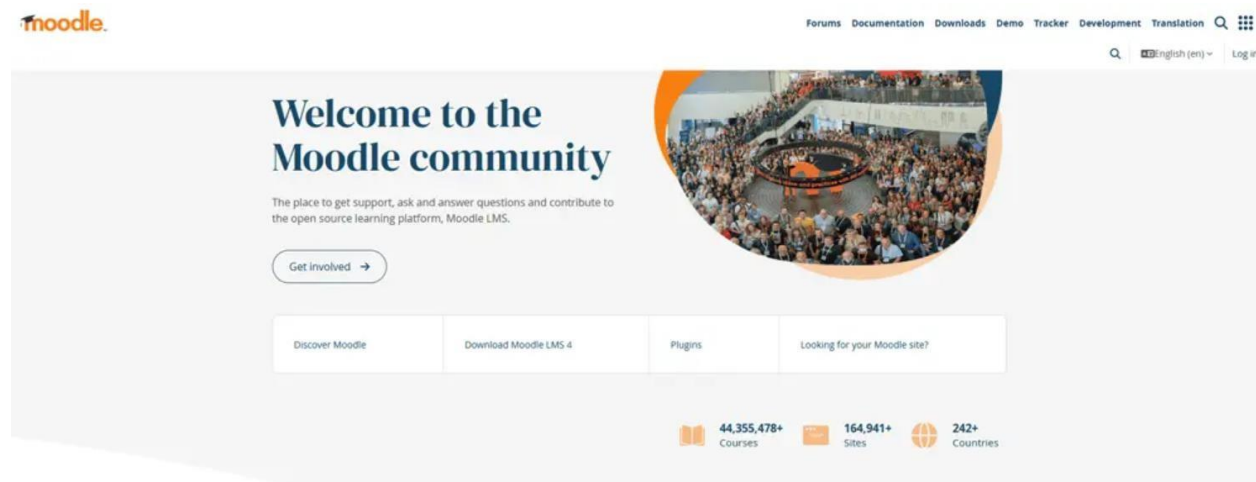 moodle
Forums Documentation Downloads Demo Tracker Development Translation
English (en)
Log in
Welcome to the
Moodle community
The place to get support, ask and answer questions and contribute to
the open source learning platform, Moodle LMS.
Get involved →
Discover Moodle
Download Moodle LMS 4
Plugins
Looking for your Moodle site?
44,355,478+
Courses
164,941+
Sites
242+
Countries